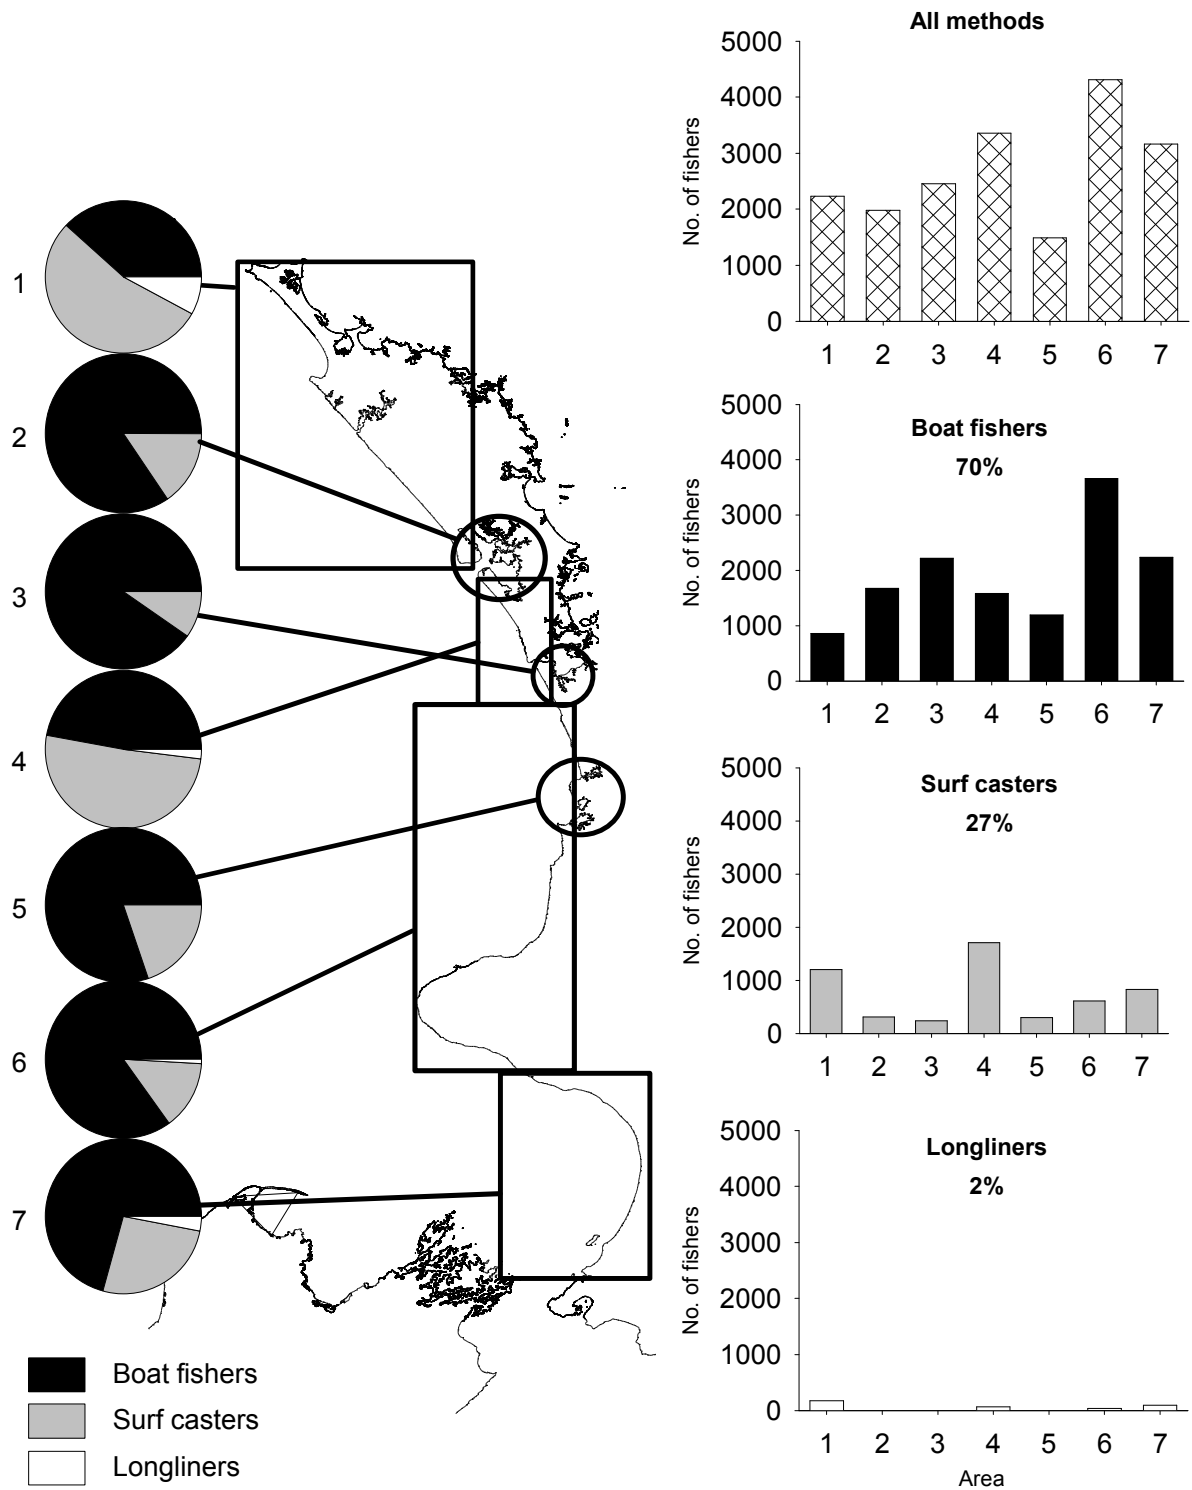 1
2
3
4
5
6
7
Boat fishers
Surf casters
Longliners
All methods
No. of fishers
5000
4000
3000
2000
1000
0
1 2 3 4 5 6 7
Boat fishers
70%
No. of fishers
5000
4000
3000
2000
1000
0
1 2 3 4 5 6 7
Surf casters
27%
No. of fishers
5000
4000
3000
2000
1000
0
1 2 3 4 5 6 7
Longliners
2%
No. of fishers
5000
4000
3000
2000
1000
0
1 2 3 4 5 6 7
Area